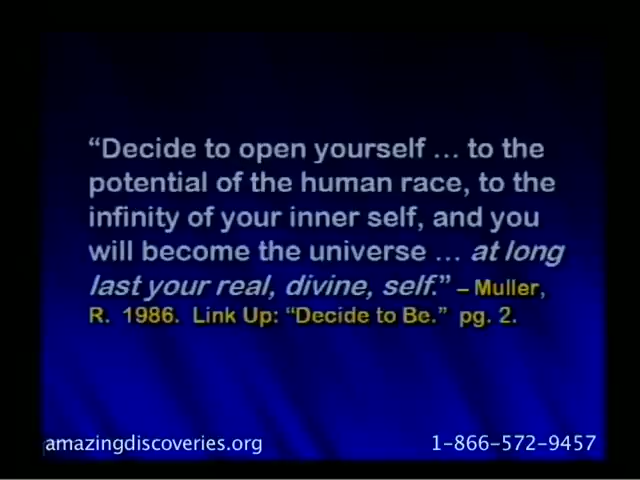 “Decide to open yourself ... to the
potential of the human race, to the
infinity of your inner self, and you
will become the universe ... at long
last your real, divine, self.” – Muller,
R. 1986. Link Up: “Decide to Be.” pg. 2.
amazingdiscoveries.org 1-866-572-9457